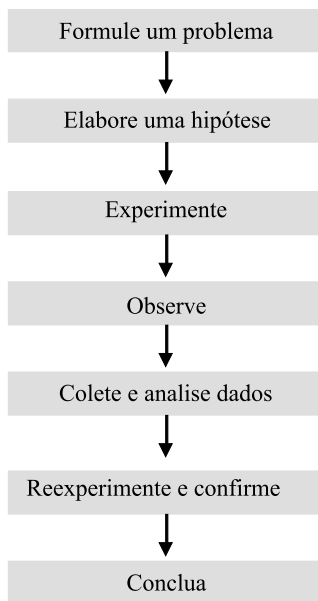 Formule um problema
Elabore uma hipótese
Experimente
Observe
Colete e analise dados
Reexperimente e confirme
Conclua